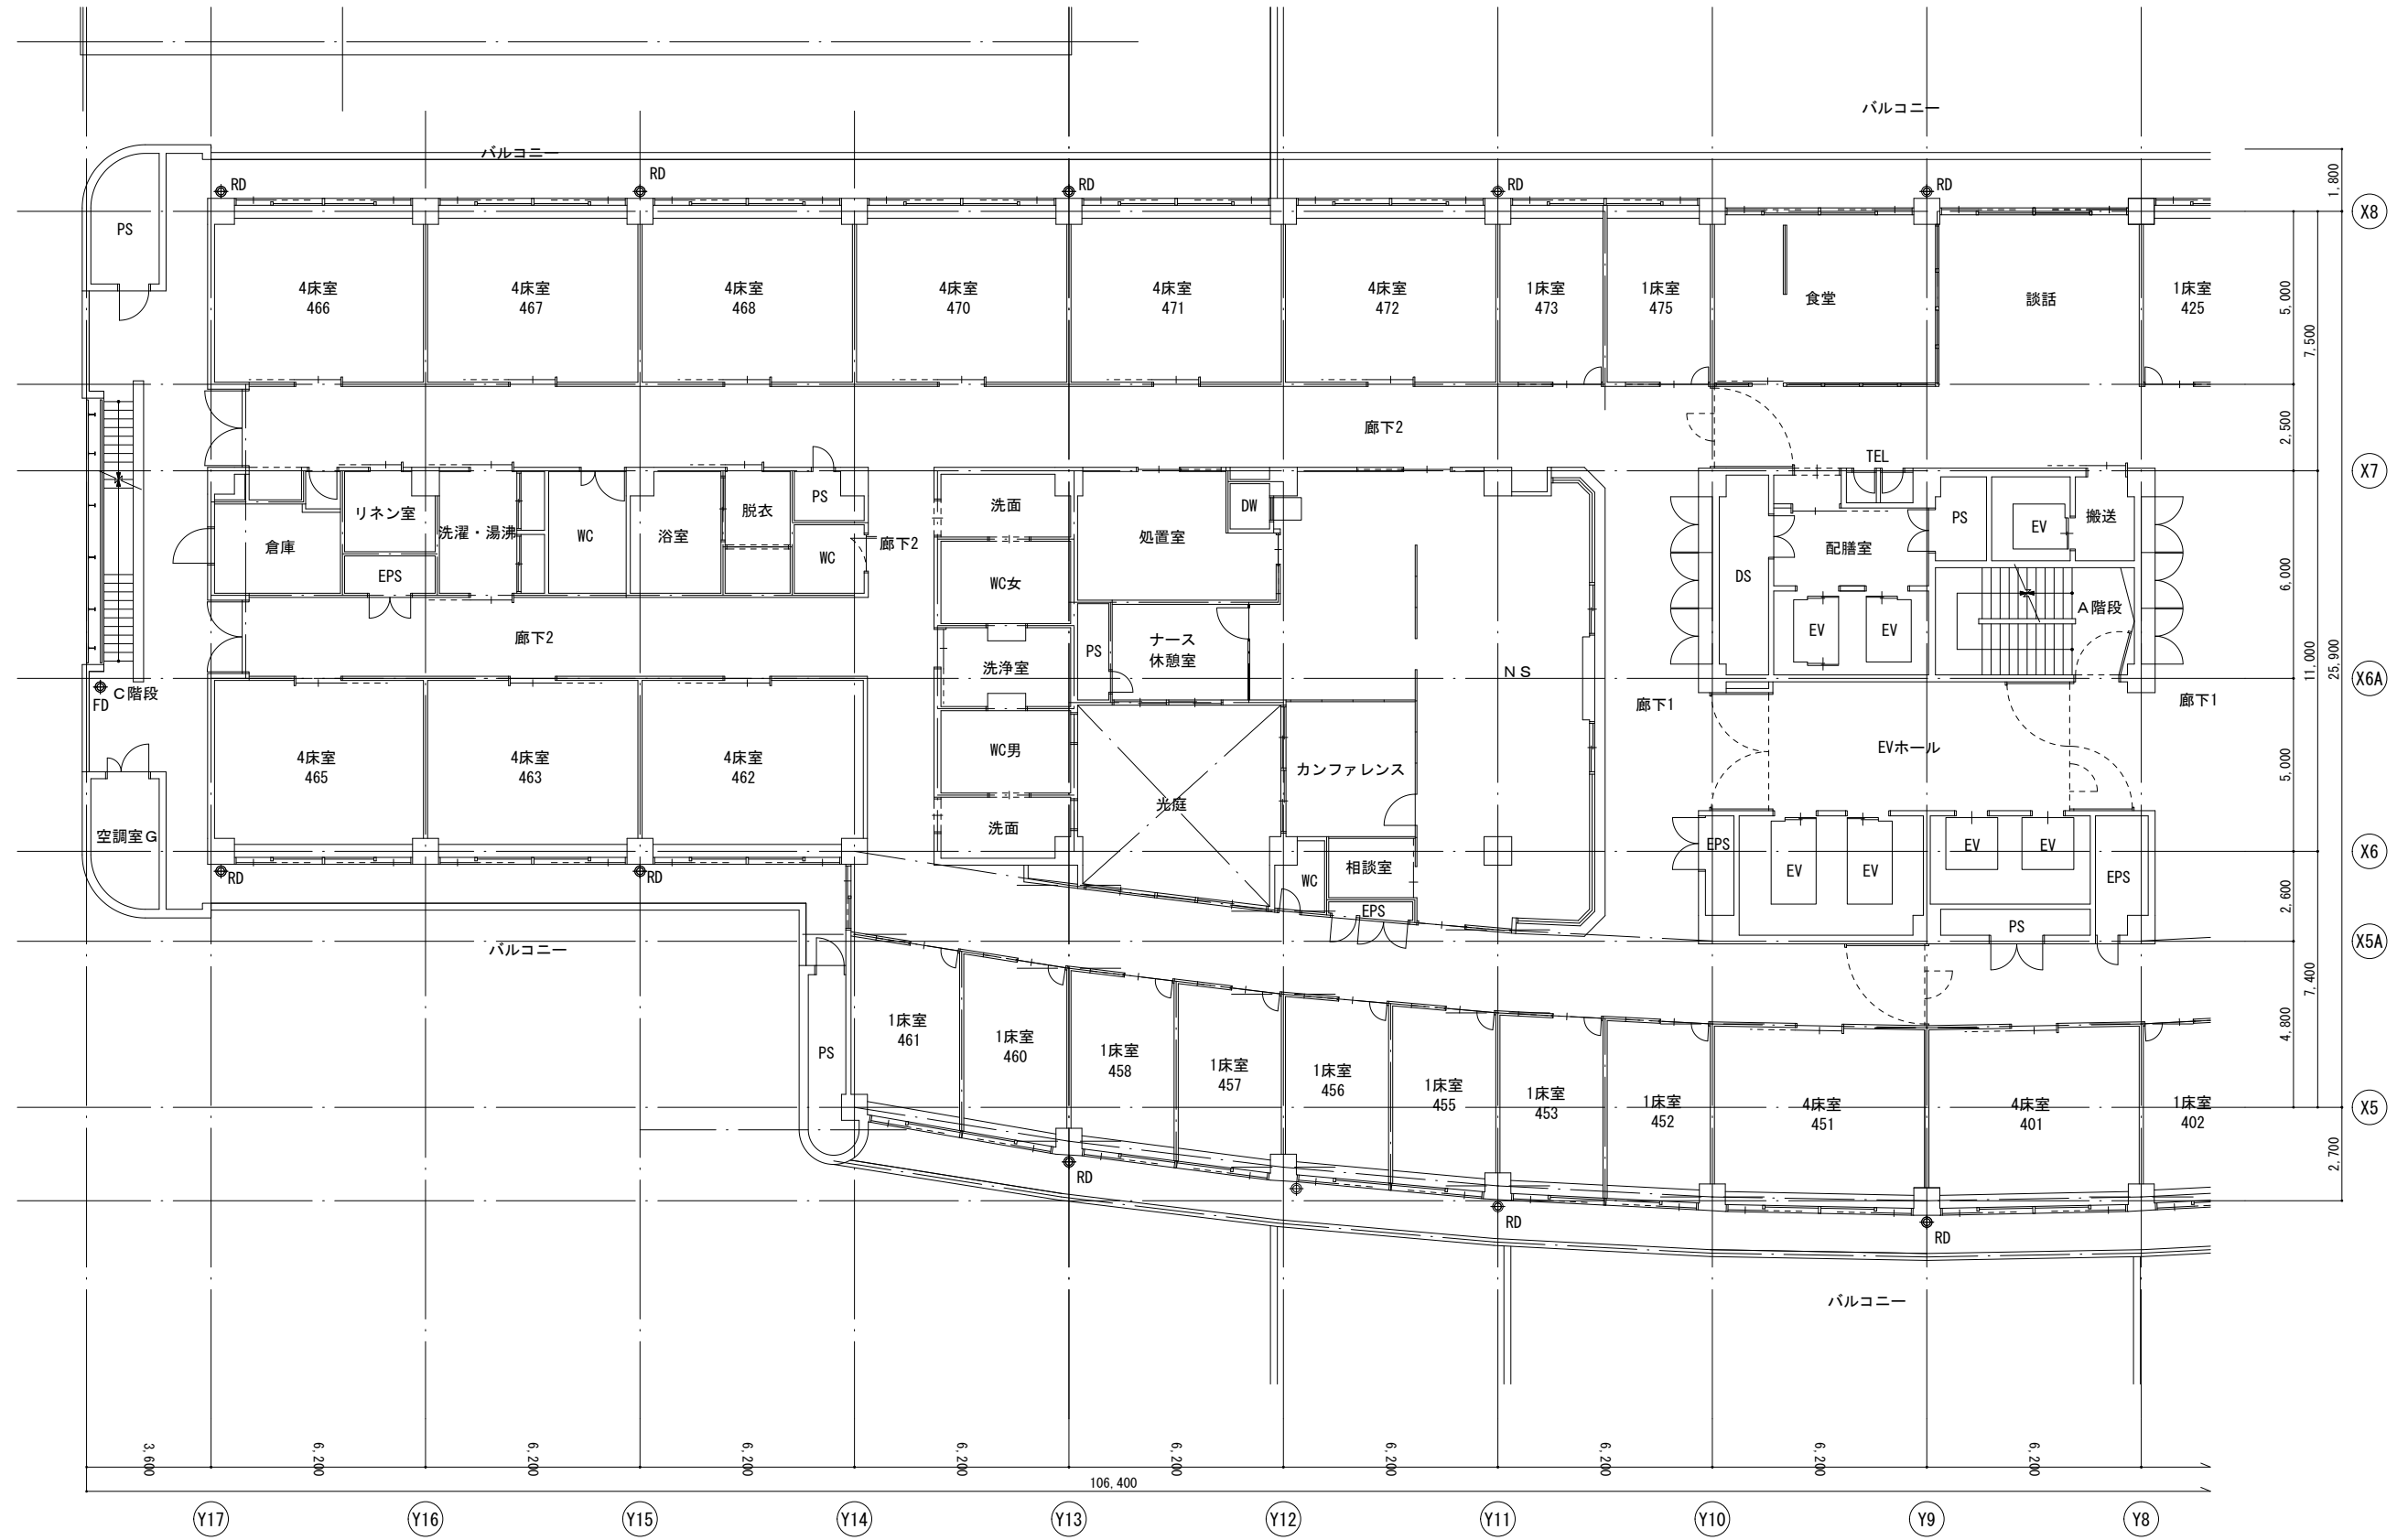 バルコニー
バルコニー
RD
RD
RD
RD
RD
1,800
X8
PS
4床室
466
4床室
467
4床室
468
4床室
470
4床室
471
4床室
472
1床室
473
1床室
475
食堂
談話
1床室
425
5,000
7,500
廊下2
2,500
TEL
X7
リネン室
洗濯・湯沸
倉庫
EPS
WC
浴室
脱衣
PS
WC
廊下2
洗面
WC女
処置室
DW
DS
配膳室
PS
EV
搬送
6,000
EV
EV
A階段
廊下2
洗浄室
PS
ナース
休憩室
NS
11,000
25,900
X6A
C階段
FD
廊下1
廊下1
4床室
465
4床室
463
4床室
462
WC男
光庭
カンファレンス
EVホール
5,000
空調室G
洗面
相談室
WC
EPS
EPS
EV
EV
EV
EV
EPS
PS
X6
RD
RD
2,600
バルコニー
X5A
7,400
PS
1床室
461
1床室
460
1床室
458
1床室
457
1床室
456
1床室
455
1床室
453
1床室
452
4床室
451
4床室
401
1床室
402
4,800
X5
RD
RD
RD
2,700
バルコニー
3,600
6,200
6,200
6,200
6,200
6,200
6,200
6,200
6,200
6,200
106,400
Y17
Y16
Y15
Y14
Y13
Y12
Y11
Y10
Y9
Y8